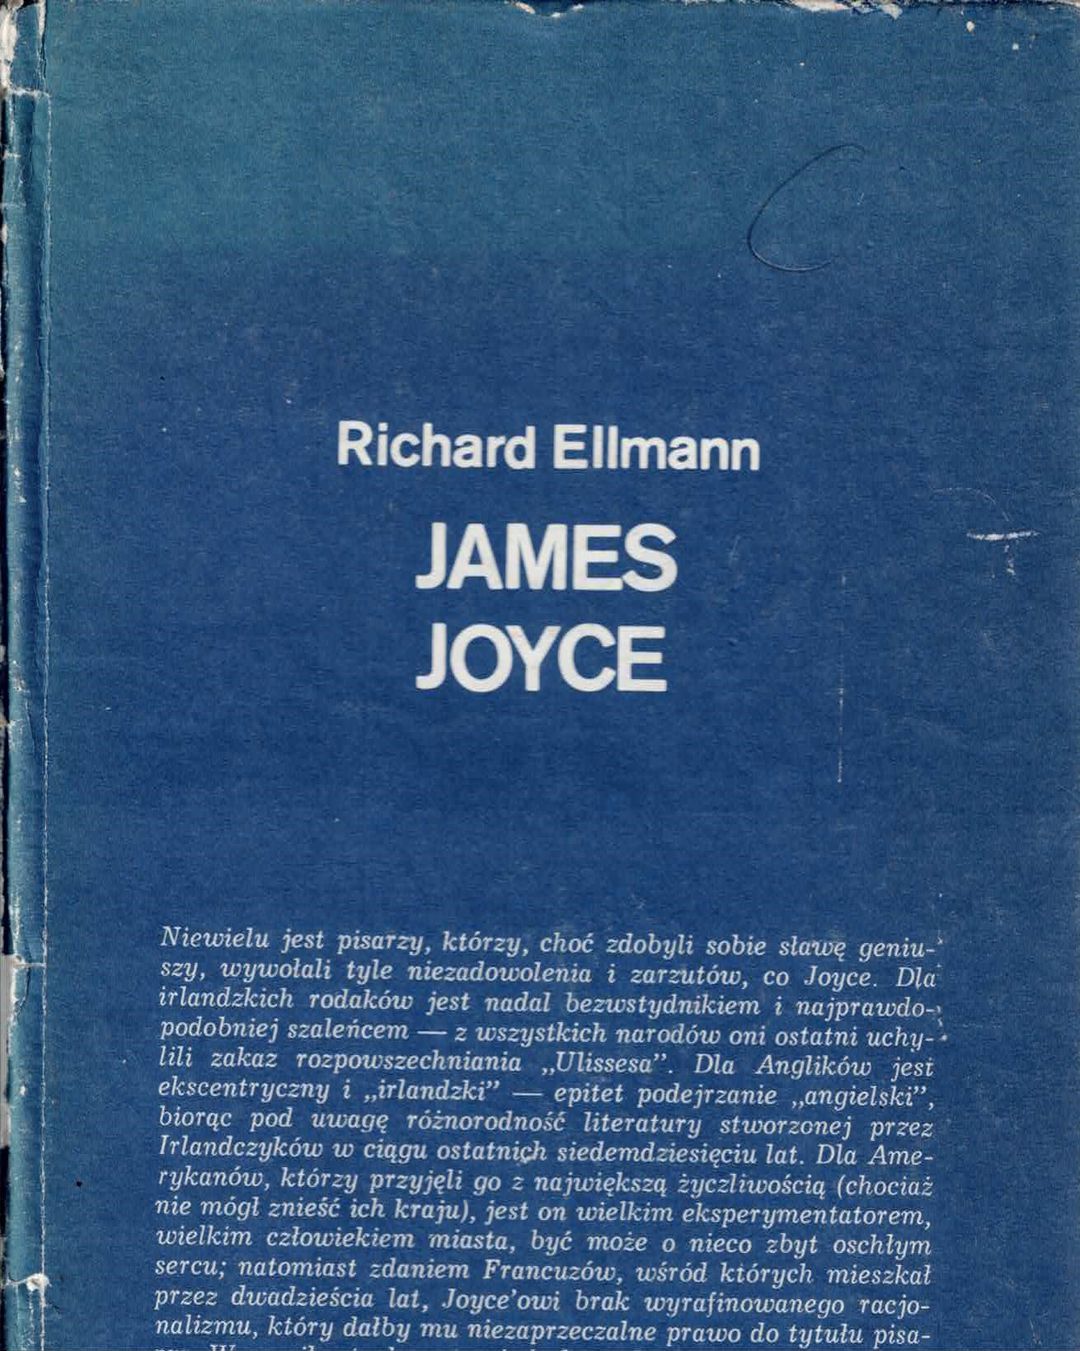 Richard Ellmann
JAMES
JOYCE
Niewielu jest pisarzy, którzy, choć zdobyli sobie sławę geniu-
szy, wywołali tyle niezadowolenia i zarzutów, co Joyce. Dla
irlandzkich rodaków jest nadal bezwstydnikiem i najprawdo-
podobniej szaleńcem — z wszystkich narodów oni ostatni uchy-
lili zakaz rozpowszechniania „Ulissesa”. Dla Anglików jest
ekscentryczny i „irlandzki” — epitet podejrzanie „angielski”,
biorąc pod uwagę różnorodność literatury stworzonej przez
Irlandczyków w ciągu ostatnich siedemdziesięciu lat. Dla Ame-
rykanów, którzy przyjęli go z największą życzliwością (chociaż
nie mógł znieść ich kraju), jest on wielkim eksperymentatorem,
wielkim człowiekiem miasta, być może o nieco zbyt oschłym
sercu; natomiast zdaniem Francuzów, wśród których mieszkał
przez dwadzieścia lat, Joyce’owi brak wyrafinowanego racjo-
nalizmu, który dałby mu niezaprzeczalne prawo do tytułu pisa-